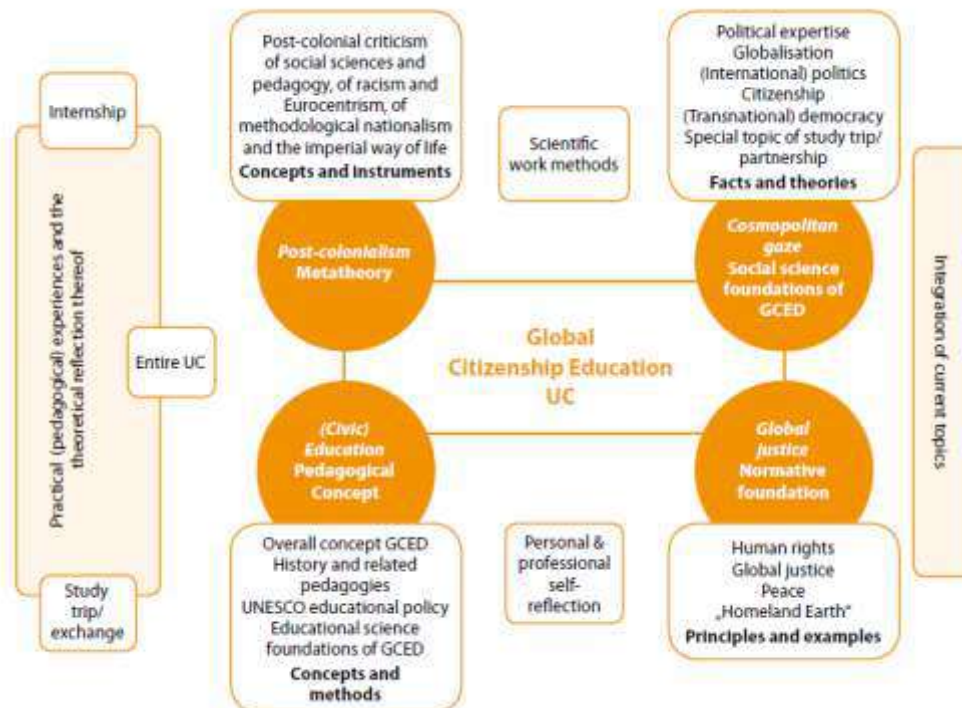 Post-colonial criticism
of social sciences and
pedagogy, of racism and
Eurocentrism, of
methodological nationalism
and the imperial way of life
Concepts and Instruments
Political expertise
Globalisation
(International) politics
Citizenship
(Transnational) democracy
Special topic of study trip/
partnership
Facts and theories
Internship
Scientific
work methods
Practical (pedagogical) experiences and the
theoretical reflection thereof
Post-colonialism
Metatheory
Cosmopolitan
gaze
Social science
foundations of
GCED
Integration of current topics
Entire UC
Global
Citizenship Education
UC
(Civic)
Education
Pedagogical
Concept
Global
justice
Normative
foundation
Study
trip/
exchange
Overall concept GCED
History and related
pedagogies
UNESCO educational policy
Educational science
foundations of GCED
Concepts and
methods
Personal &
professional
self-
reflection
Human rights
Global justice
Peace
„Homeland Earth“
Principles and examples